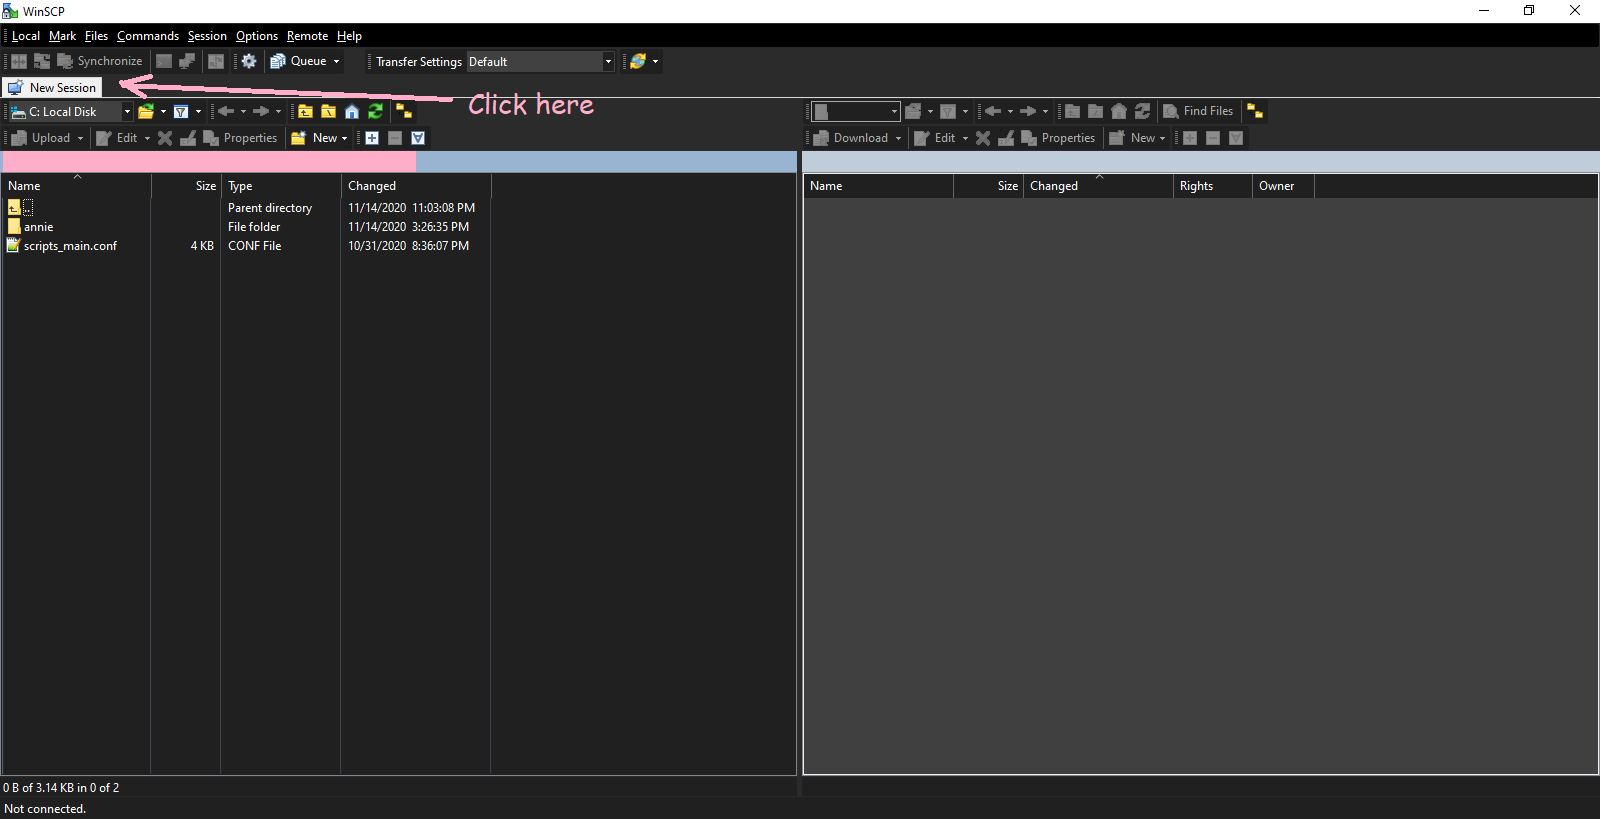 WinSCP
Local Mark Files Commands Session Options Remote Help
Synchronize Queue Transfer Settings Default
New Session
Click here
C: Local Disk Find Files
Upload Edit Properties New Download Edit Properties New
Name Size Type Changed Name Size Changed Rights Owner
.. Parent directory 11/14/2020 11:03:08 PM
annie File folder 11/14/2020 3:26:35 PM
scripts_main.conf 4 KB CONF File 10/31/2020 8:36:07 PM
0 B of 3.14 KB in 0 of 2
Not connected.